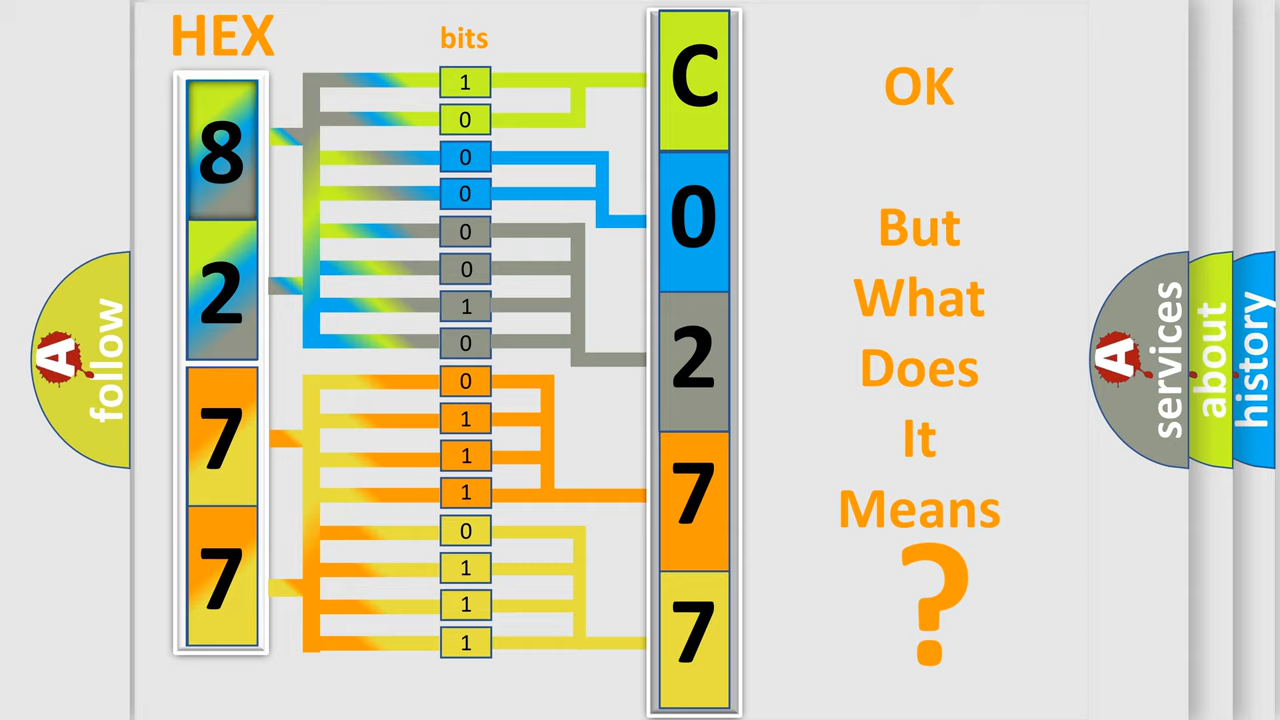 HEX
8
2
7
7
bits
1
0
0
0
0
0
1
0
0
1
1
1
0
1
1
1
C
0
2
7
7
OK
But
What
Does
It
Means
?
A
follow
A
services
about
history